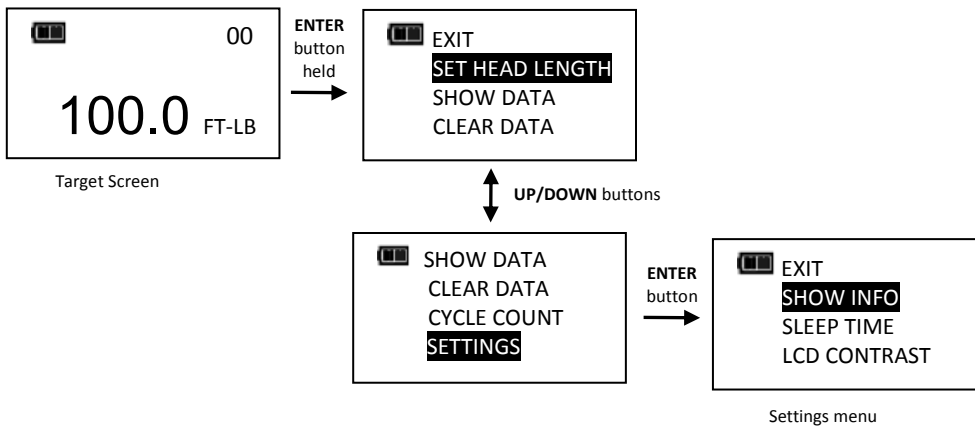 00
100.0 FT-LB
Target Screen
ENTER
button
held
EXIT
SET HEAD LENGTH
SHOW DATA
CLEAR DATA
UP/DOWN buttons
SHOW DATA
CLEAR DATA
CYCLE COUNT
SETTINGS
ENTER
button
EXIT
SHOW INFO
SLEEP TIME
LCD CONTRAST
Settings menu